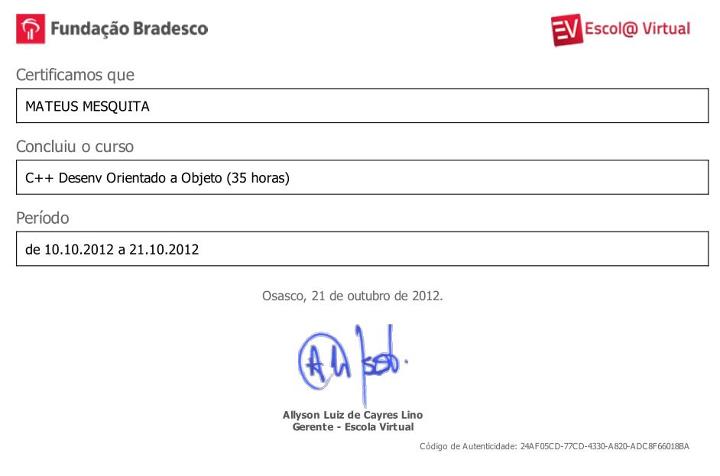 Fundação Bradesco
EV Escol@ Virtual
Certificamos que
MATEUS MESQUITA
Concluiu o curso
C++ Desenv Orientado a Objeto (35 horas)
Período
de 10.10.2012 a 21.10.2012
Osasco, 21 de outubro de 2012.
Allyson Luiz de Cayres Lino
Gerente - Escola Virtual
Código de Autenticidade: 24AF05CD-77CD-4330-A820-ADC8F66018BA